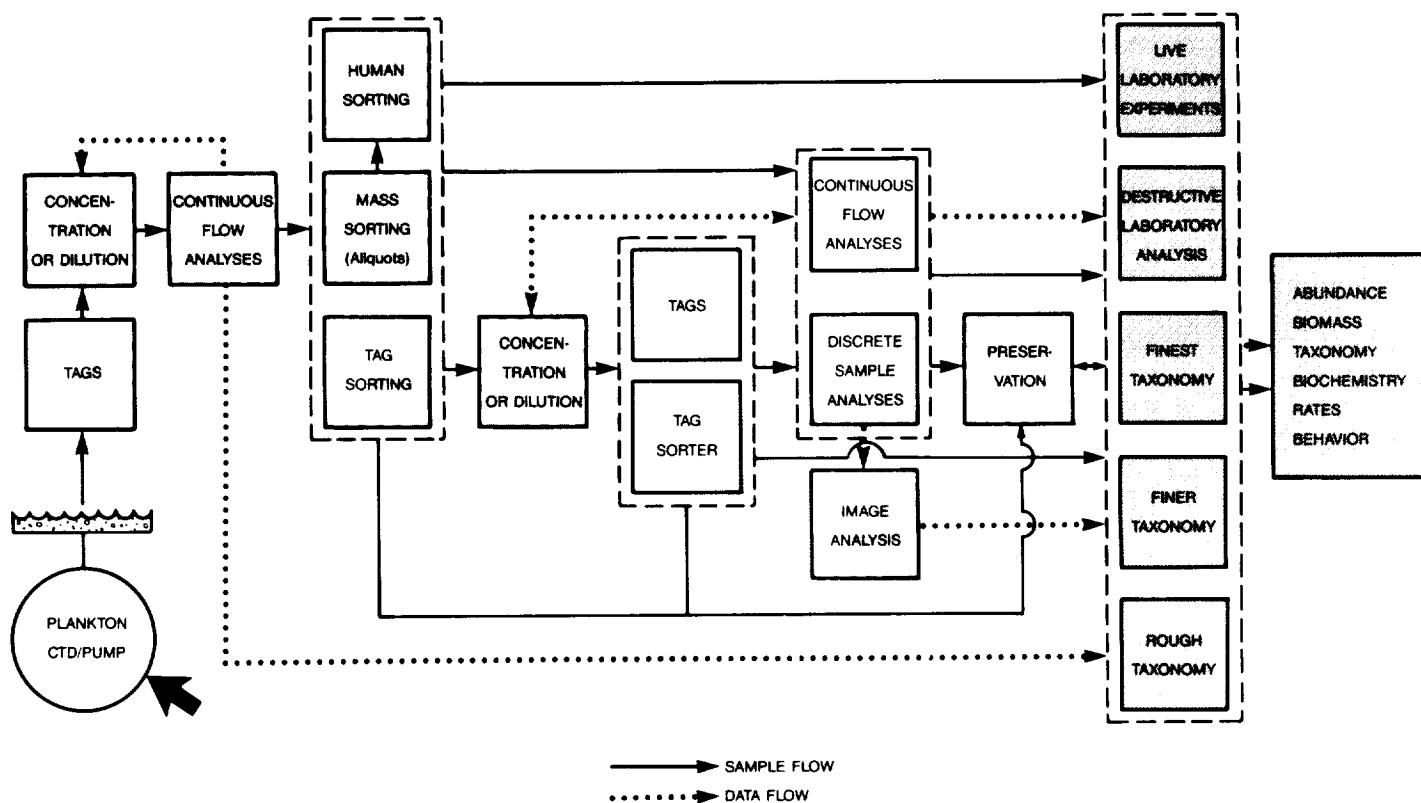 HUMAN
SORTING
LIVE
LABORATORY
EXPERIMENTS
CONCEN-
TRATION
OR DILUTION
CONTINUOUS
FLOW
ANALYSES
MASS
SORTING
(Aliquots)
CONTINUOUS
FLOW
ANALYSES
DESTRUCTIVE
LABORATORY
ANALYSIS
TAGS
TAG
SORTING
CONCEN-
TRATION
OR DILUTION
TAGS
TAG
SORTER
DISCRETE
SAMPLE
ANALYSES
PRESER-
VATION
FINEST
TAXONOMY
ABUNDANCE
BIOMASS
TAXONOMY
BIOCHEMISTRY
RATES
BEHAVIOR
IMAGE
ANALYSIS
FINER
TAXONOMY
PLANKTON
CTD/PUMP
ROUGH
TAXONOMY
SAMPLE FLOW
DATA FLOW